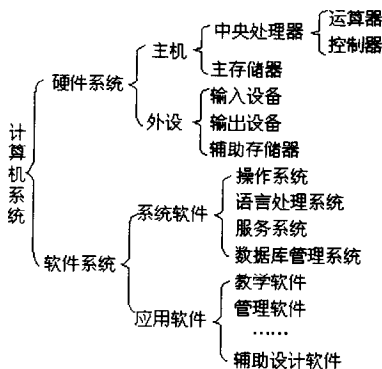 计算机系统
硬件系统
主机
中央处理器
运算器
控制器
主存储器
外设
输入设备
输出设备
辅助存储器
软件系统
系统软件
操作系统
语言处理系统
服务系统
数据库管理系统
应用软件
教学软件
管理软件
……
辅助设计软件